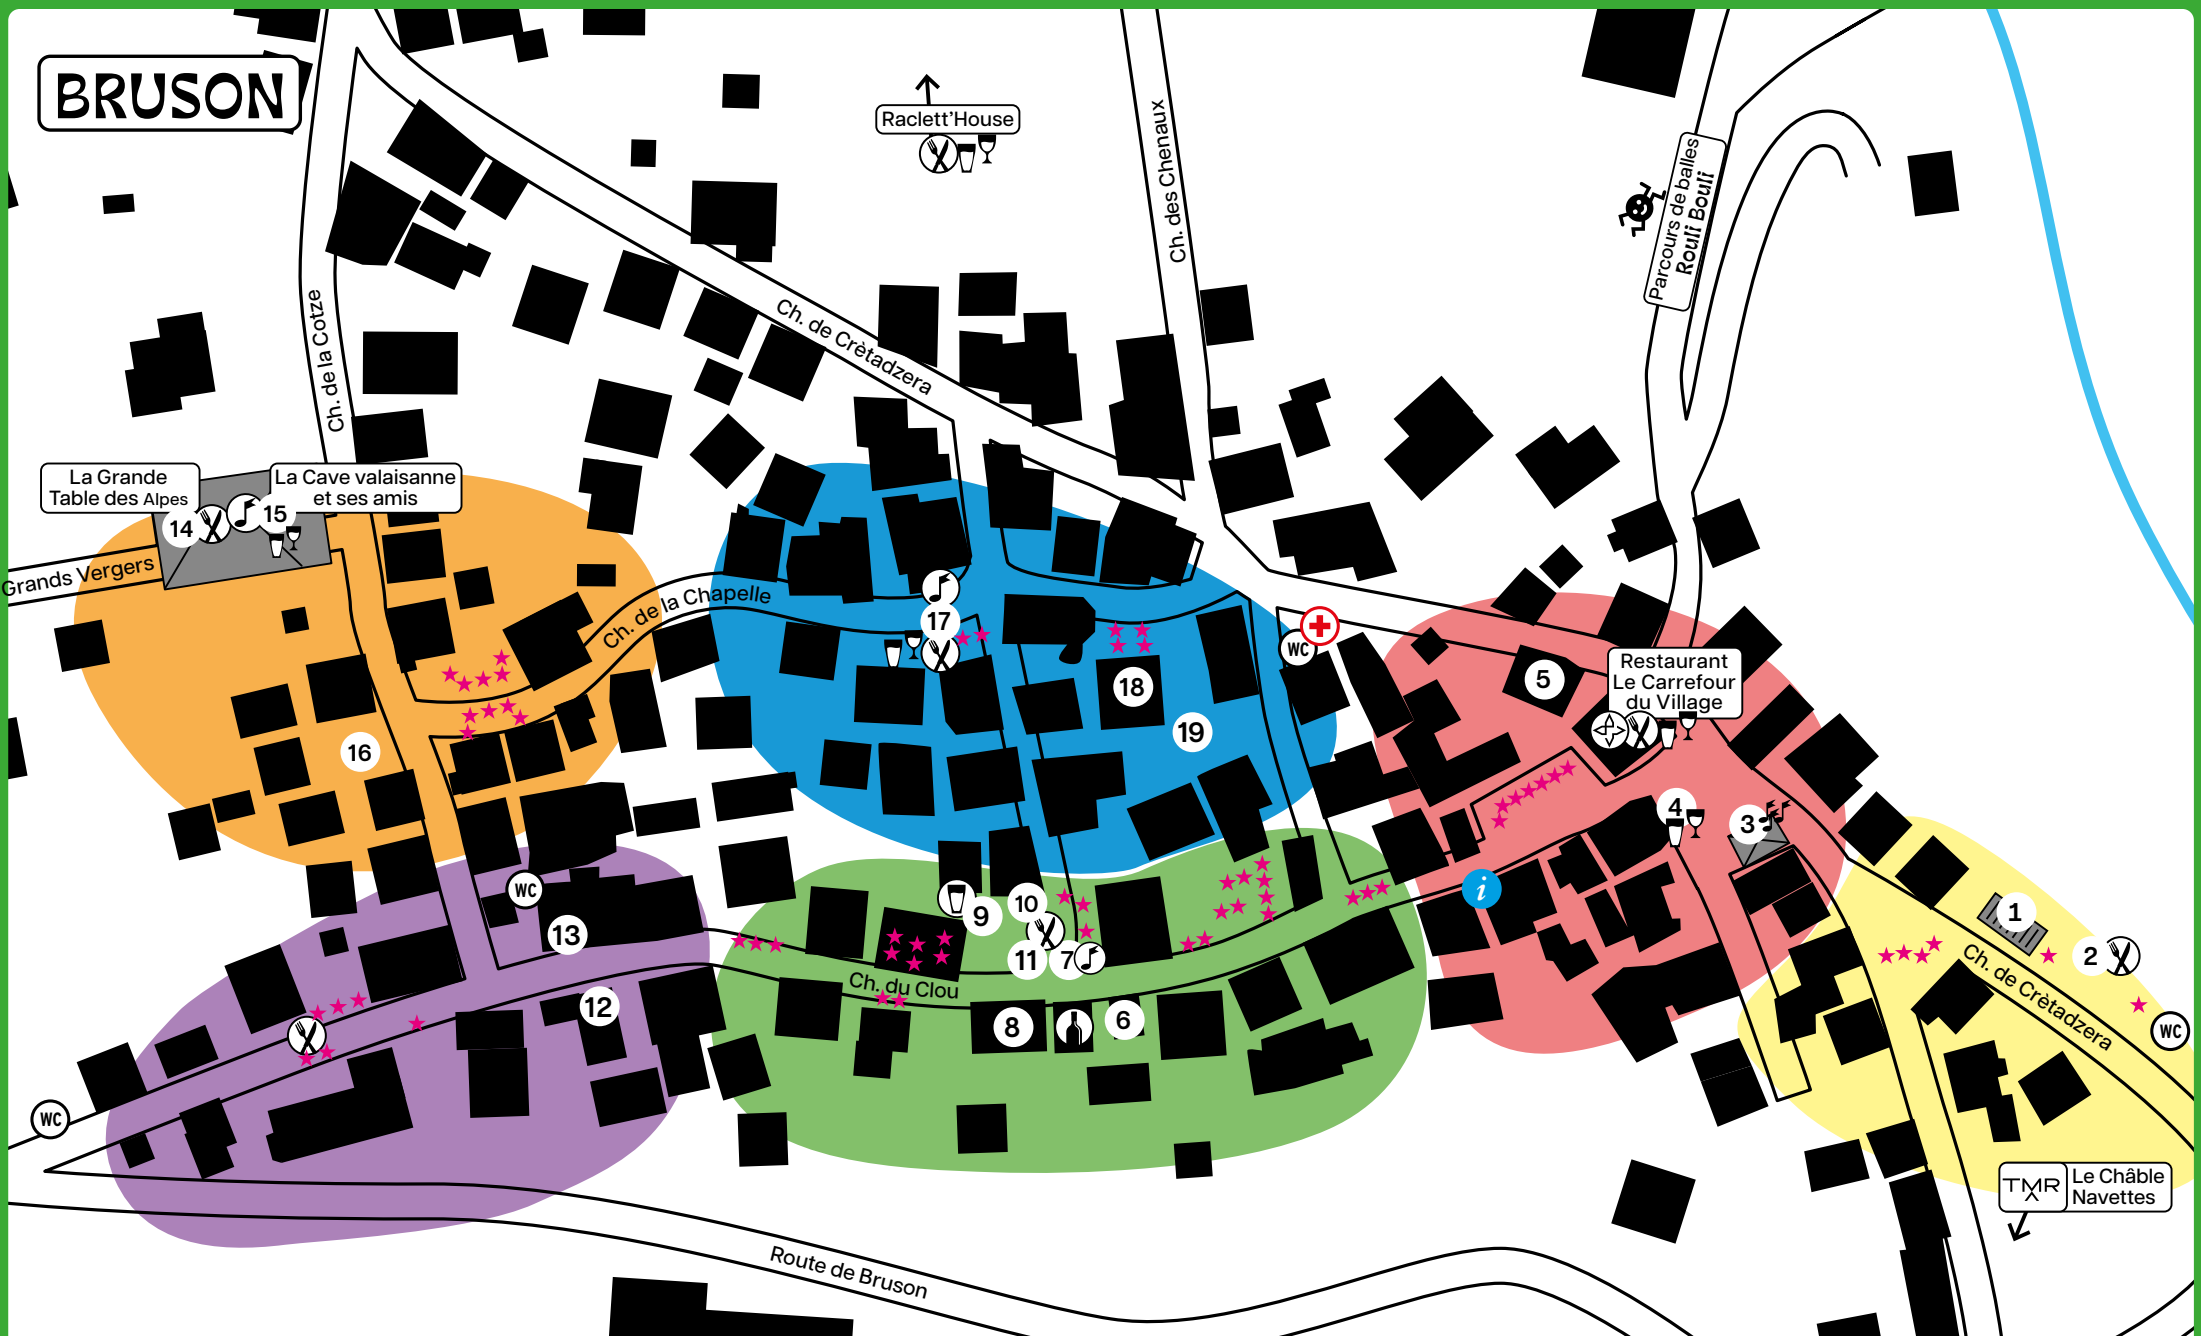 BRUSON
Raclett'House
Ch. des Chenaux
Parcours de balles
Rouli Bouli
Ch. de la Cotze
Ch. de Crètadzera
La Grande
Table des Alpes
La Cave valaisanne
et ses amis
14
15
Grands Vergers
Ch. de la Chapelle
17
WC
18
19
16
5
Restaurant
Le Carrefour
du Village
4
3
i
WC
13
9
10
11
7
Ch. du Clou
12
8
6
1
2
Ch. de Crètadzera
WC
WC
TMR
Le Châble
Navettes
Route de Bruson